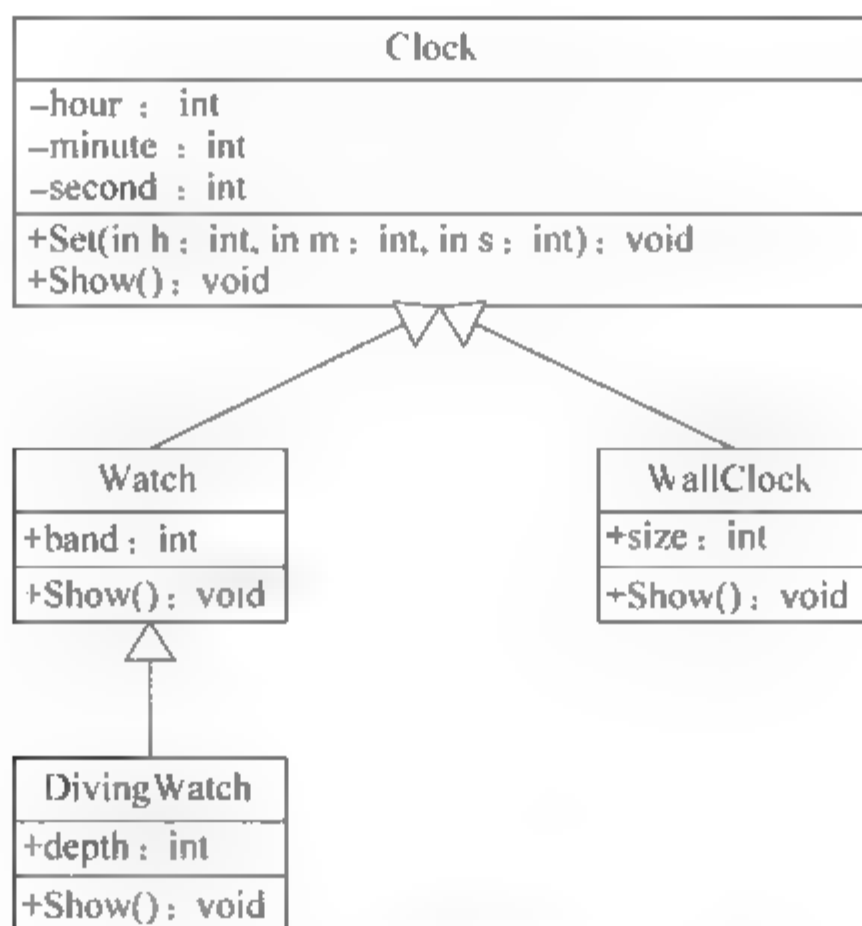 Clock
–hour： int
–minute：int
–second：int
+Set(in h：int, in m：int, in s：int)：void
+Show()：void
Watch
+band：int
+Show()：void
WallClock
+size：int
+Show()：void
DivingWatch
+depth：int
+Show()：void